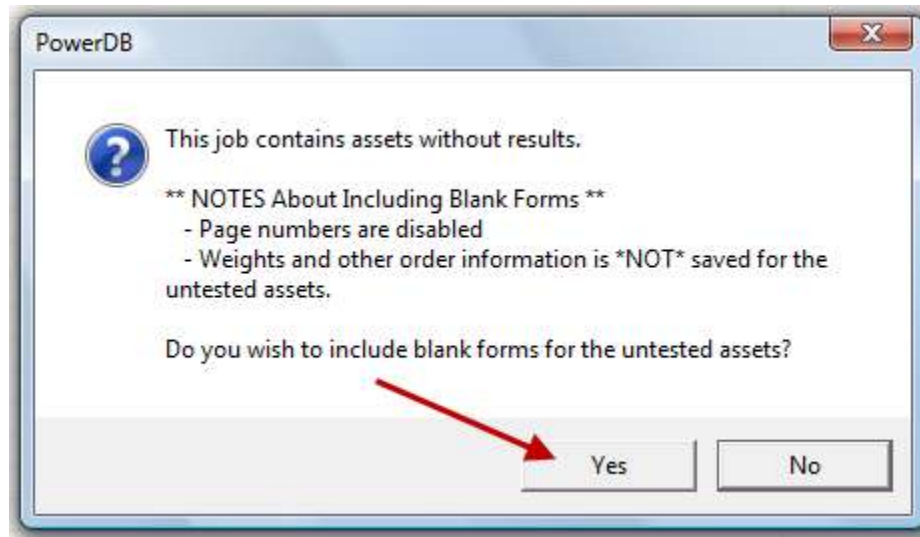 PowerDB
This job contains assets without results.
** NOTES About Including Blank Forms **
- Page numbers are disabled
- Weights and other order information is *NOT* saved for the
untested assets.
Do you wish to include blank forms for the untested assets?
Yes No